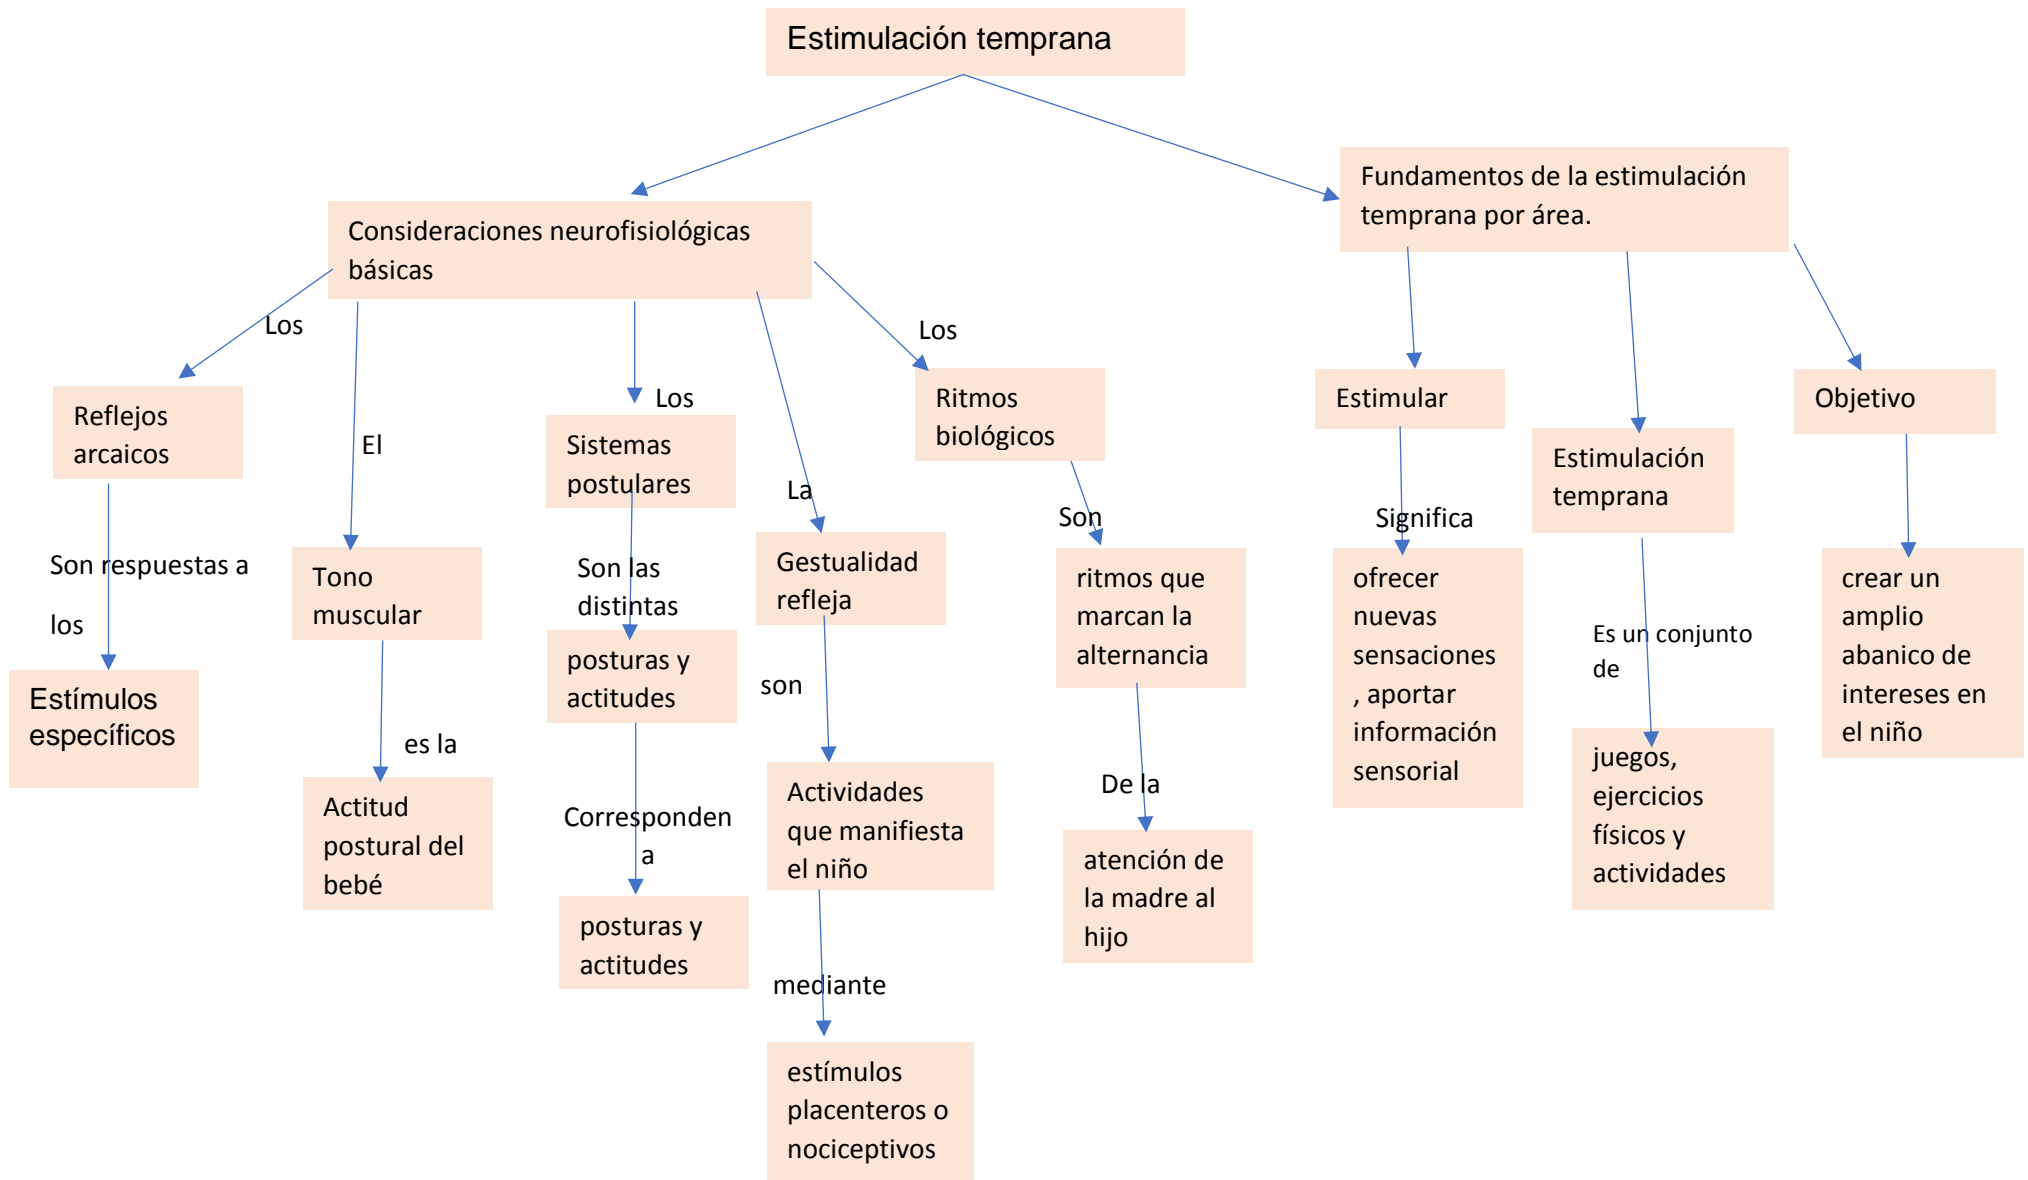 Estimulación temprana
Fundamentos de la estimulación
temprana por área.
Consideraciones neurofisiológicas
básicas
Los
Reflejos
arcaicos
Son respuestas a
los
Estímulos
específicos
El
Tono
muscular
es la
Actitud
postural del
bebé
Los
Sistemas
postulares
Son las
distintas
posturas y
actitudes
Corresponden
a
posturas y
actitudes
La
Gestualidad
refleja
son
Actividades
que manifiesta
el niño
mediante
estímulos
placenteros o
nociceptivos
Los
Ritmos
biológicos
Son
ritmos que
marcan la
alternancia
De la
atención de
la madre al
hijo
Estimular
Significa
ofrecer
nuevas
sensaciones
, aportar
información
sensorial
Estimulación
temprana
Es un conjunto
de
juegos,
ejercicios
físicos y
actividades
Objetivo
crear un
amplio
abanico de
intereses en
el niño